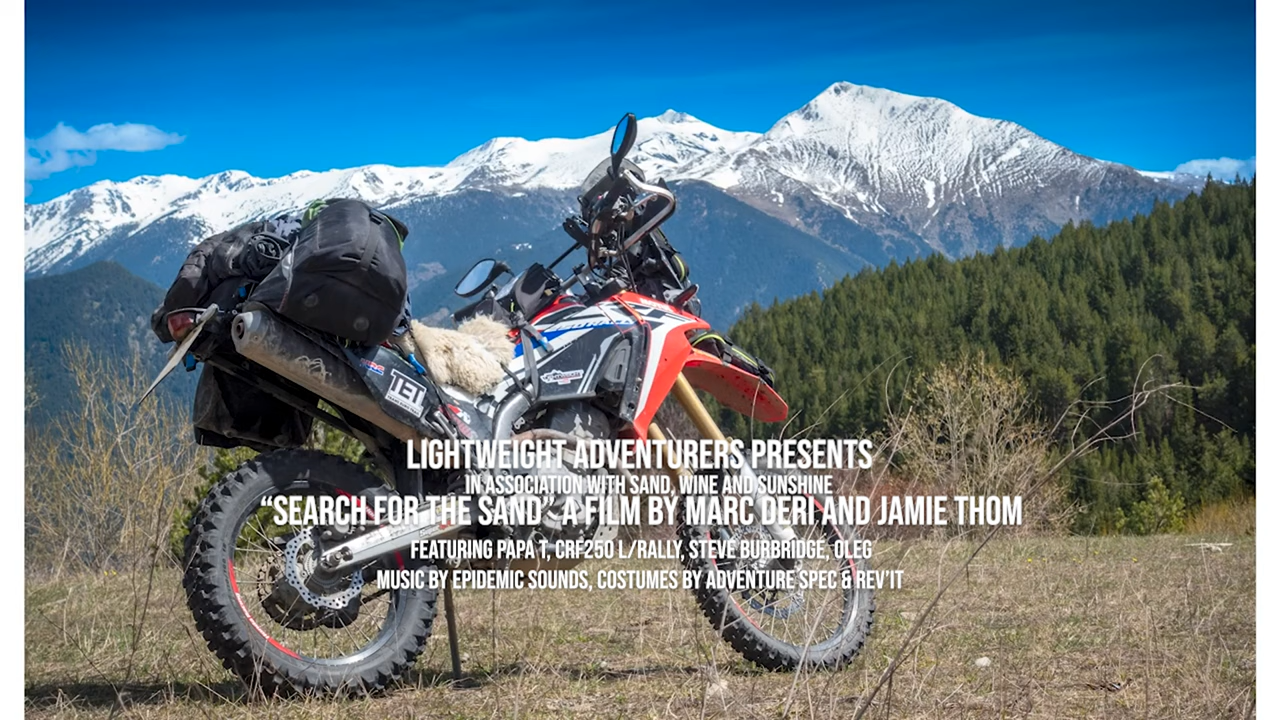 HRC
TET
LIGHTWEIGHT ADVENTURERS PRESENTS
IN ASSOCIATION WITH SAND, WINE AND SUNSHINE
“SEARCH FOR THE SAND”. A FILM BY MARC DERI AND JAMIE THOM
FEATURING PAPA T, CRF250 L/RALLY, STEVE BURBRIDGE, OLEG
MUSIC BY EPIDEMIC SOUNDS, COSTUMES BY ADVENTURE SPEC & REV'IT